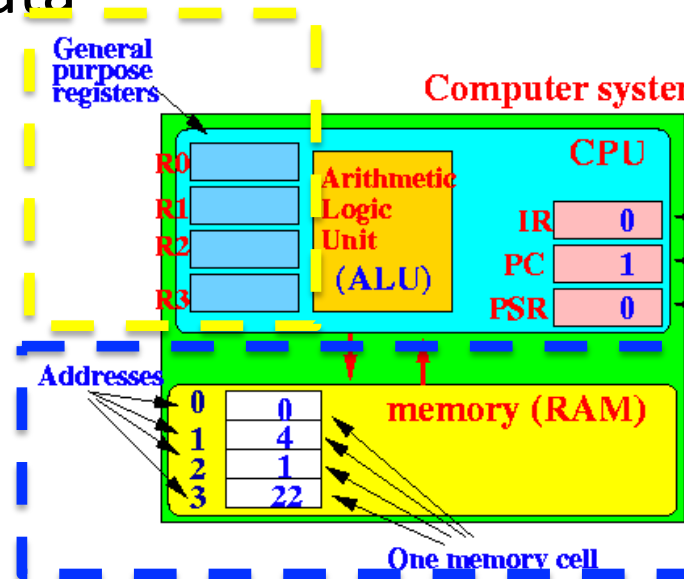 General
purpose
registers
Computer system
CPU
R0
R1
R2
R3
Arithmetic
Logic
Unit
(ALU)
IR 0
PC 1
PSR 0
Addresses
memory (RAM)
0 0
1 4
2 1
3 22
One memory cell